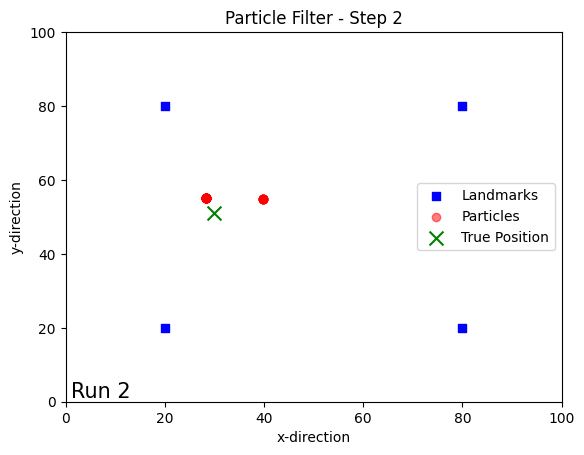 Particle Filter - Step 2
100
80
60
40
20
0
y-direction
Landmarks
Particles
True Position
Run 2
0 20 40 60 80 100
x-direction